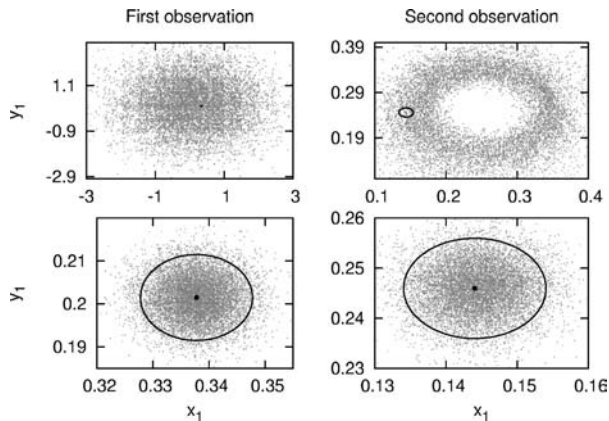 First observation
Second observation
y1
1.1
-0.9
-2.9
-3 -1 1 3
0.39
0.29
0.19
0.1 0.2 0.3 0.4
y1
0.21
0.2
0.19
0.32 0.33 0.34 0.35
x1
0.26
0.25
0.24
0.23
0.13 0.14 0.15 0.16
x1